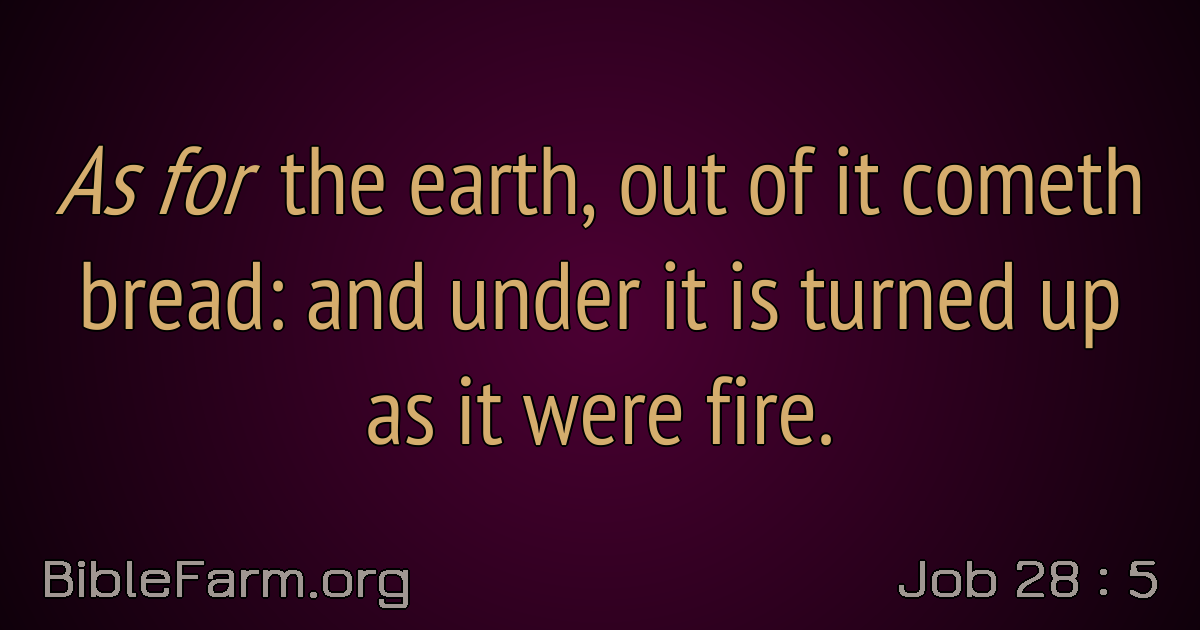 As for the earth, out of it cometh
bread: and under it is turned up
as it were fire.
BibleFarm.org
Job 28 : 5